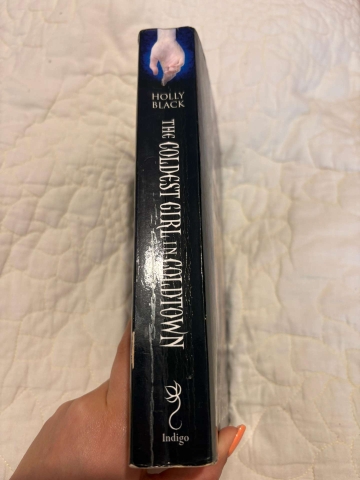 HOLLY
BLACK
THE COLDEST GIRL IN COLDTOWN
Indigo